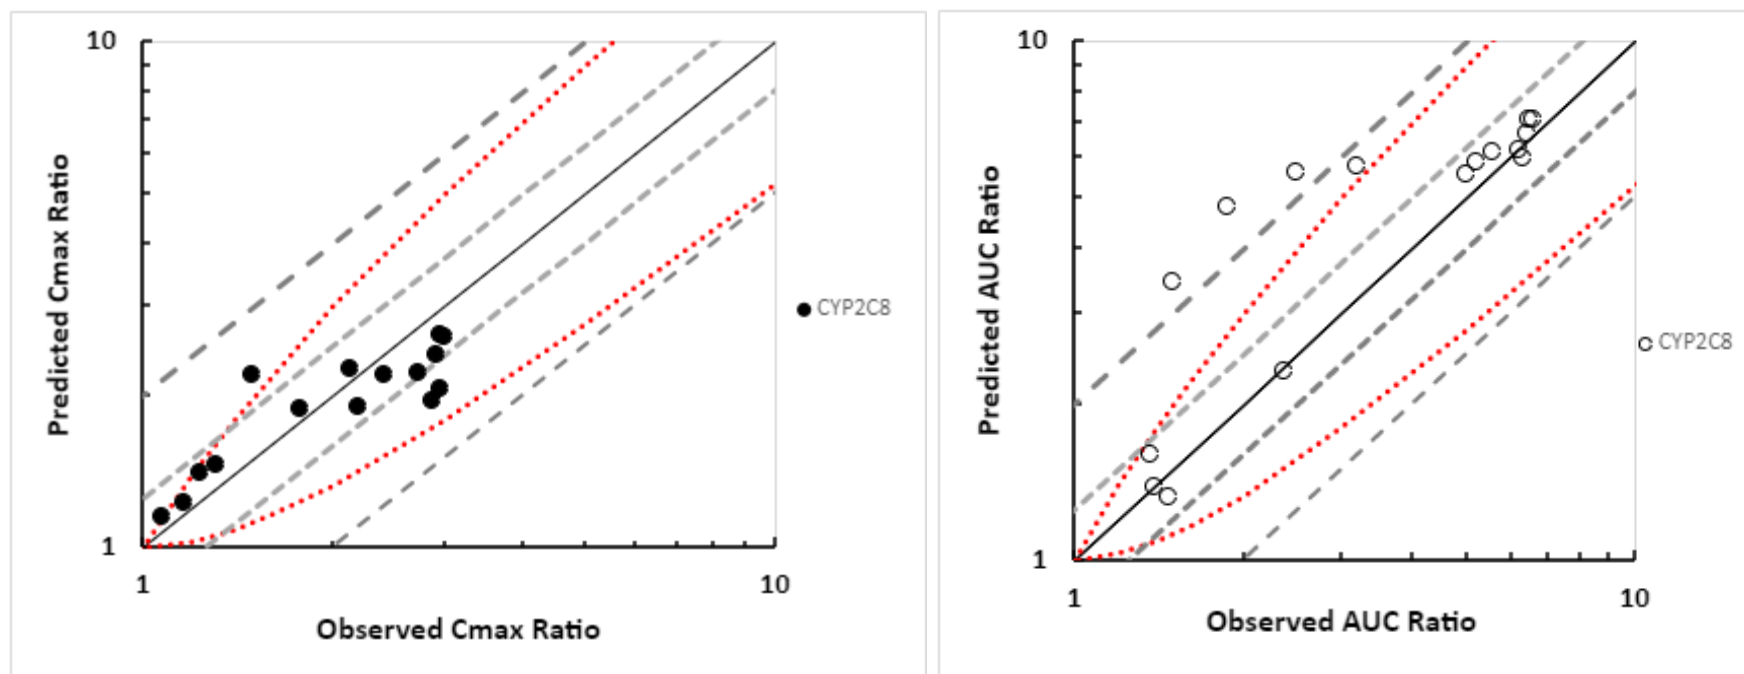 10
Predicted Cmax Ratio
1
1
10
Observed Cmax Ratio
CYP2C8
10
Predicted AUC Ratio
1
1
10
Observed AUC Ratio
CYP2C8